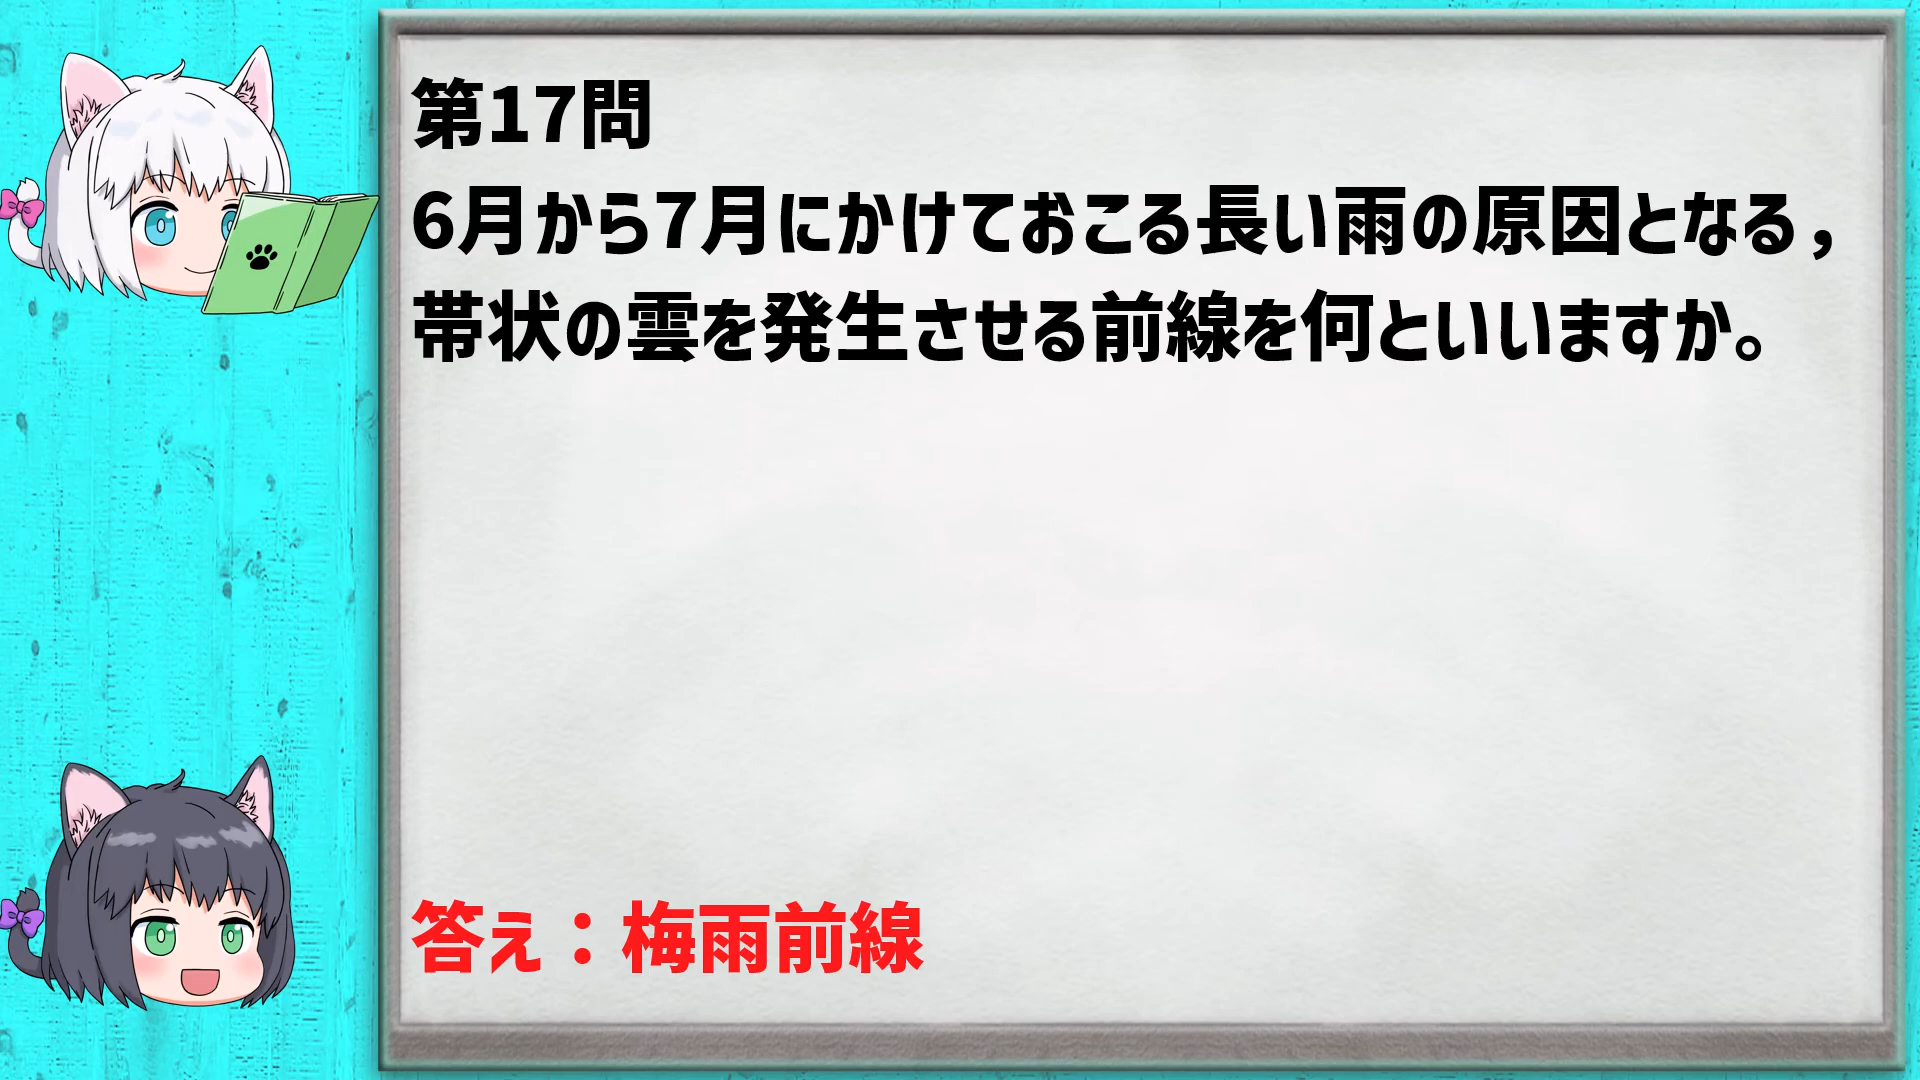 第17問
6月から7月にかけておこる長い雨の原因となる，
帯状の雲を発生させる前線を何といいますか。
答え：梅雨前線